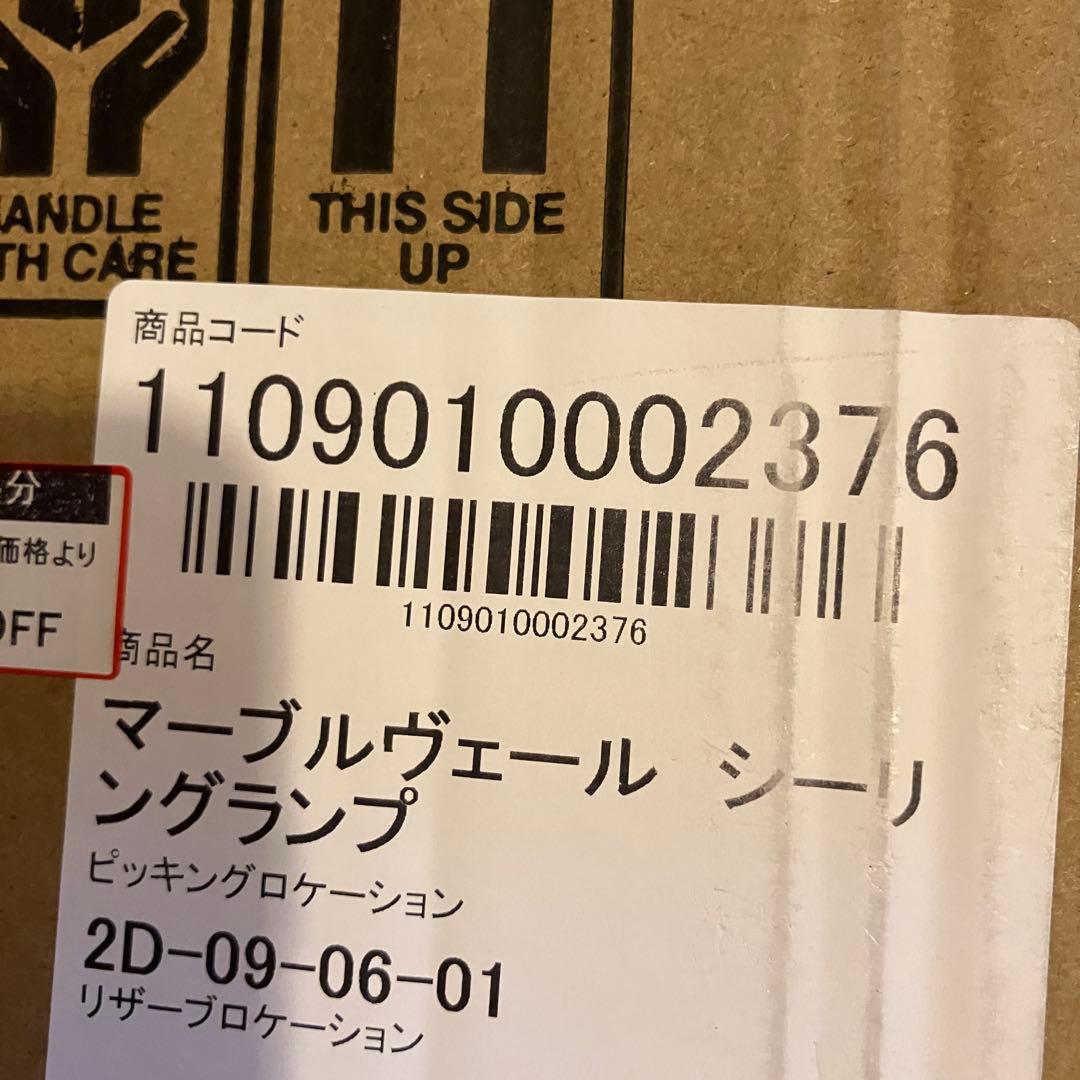 HANDLE
WITH CARE
THIS SIDE
UP
商品コード
1109010002376
1109010002376
分
価格より
OFF
商品名
マーブルヴェール シーリ
ングランプ
ピッキングロケーション
2D-09-06-01
リザーブロケーション